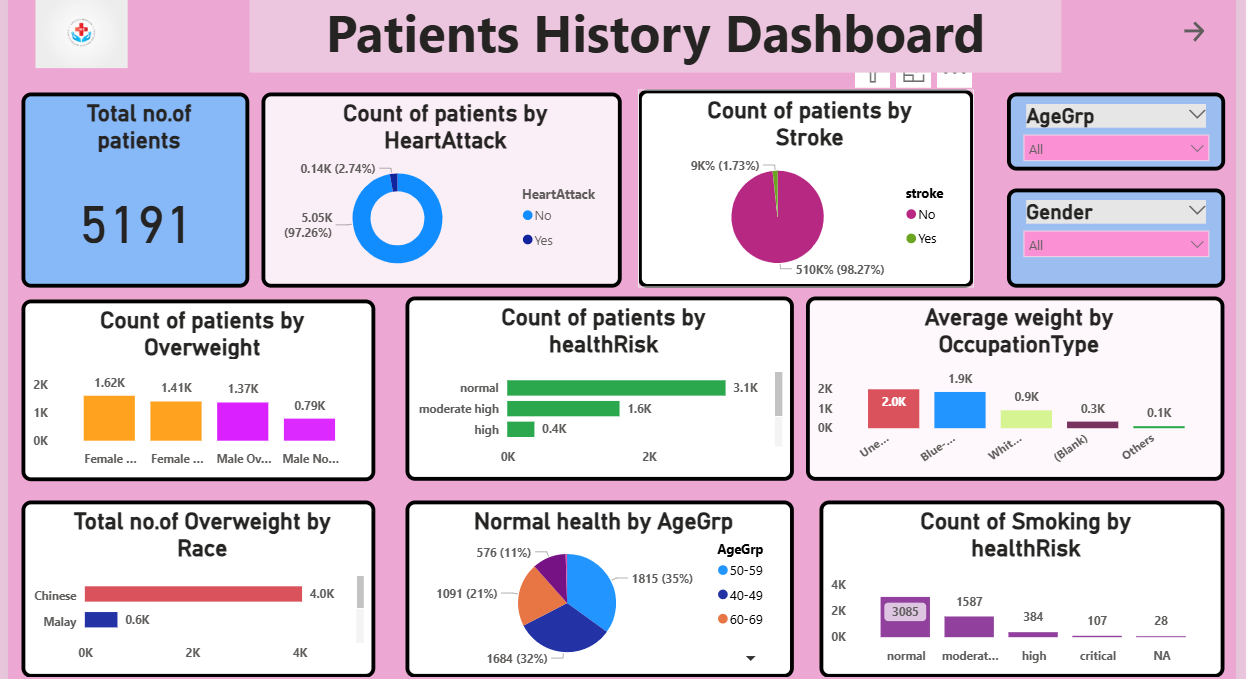 Patients History Dashboard
Total no.of
patients
5191
Count of patients by
HeartAttack
0.14K (2.74%)
5.05K
(97.26%)
HeartAttack
No
Yes
Count of patients by
Stroke
9K% (1.73%)
510K% (98.27%)
stroke
No
Yes
AgeGrp
All
Gender
All
Count of patients by
Overweight
2K
1K
0K
1.62K
1.41K
1.37K
0.79K
Female ...
Female ...
Male Ov...
Male No...
Count of patients by
healthRisk
normal
3.1K
moderate high
1.6K
high
0.4K
0K
2K
Average weight by
OccupationType
2K
1K
0K
2.0K
1.9K
0.9K
0.3K
0.1K
Une...
Blue-...
Whit...
(Blank)
Others
Total no.of Overweight by
Race
Chinese
4.0K
Malay
0.6K
0K
2K
4K
Normal health by AgeGrp
576 (11%)
1815 (35%)
1091 (21%)
1684 (32%)
AgeGrp
50-59
40-49
60-69
Count of Smoking by
healthRisk
4K
2K
0K
3085
1587
384
107
28
normal
moderat...
high
critical
NA